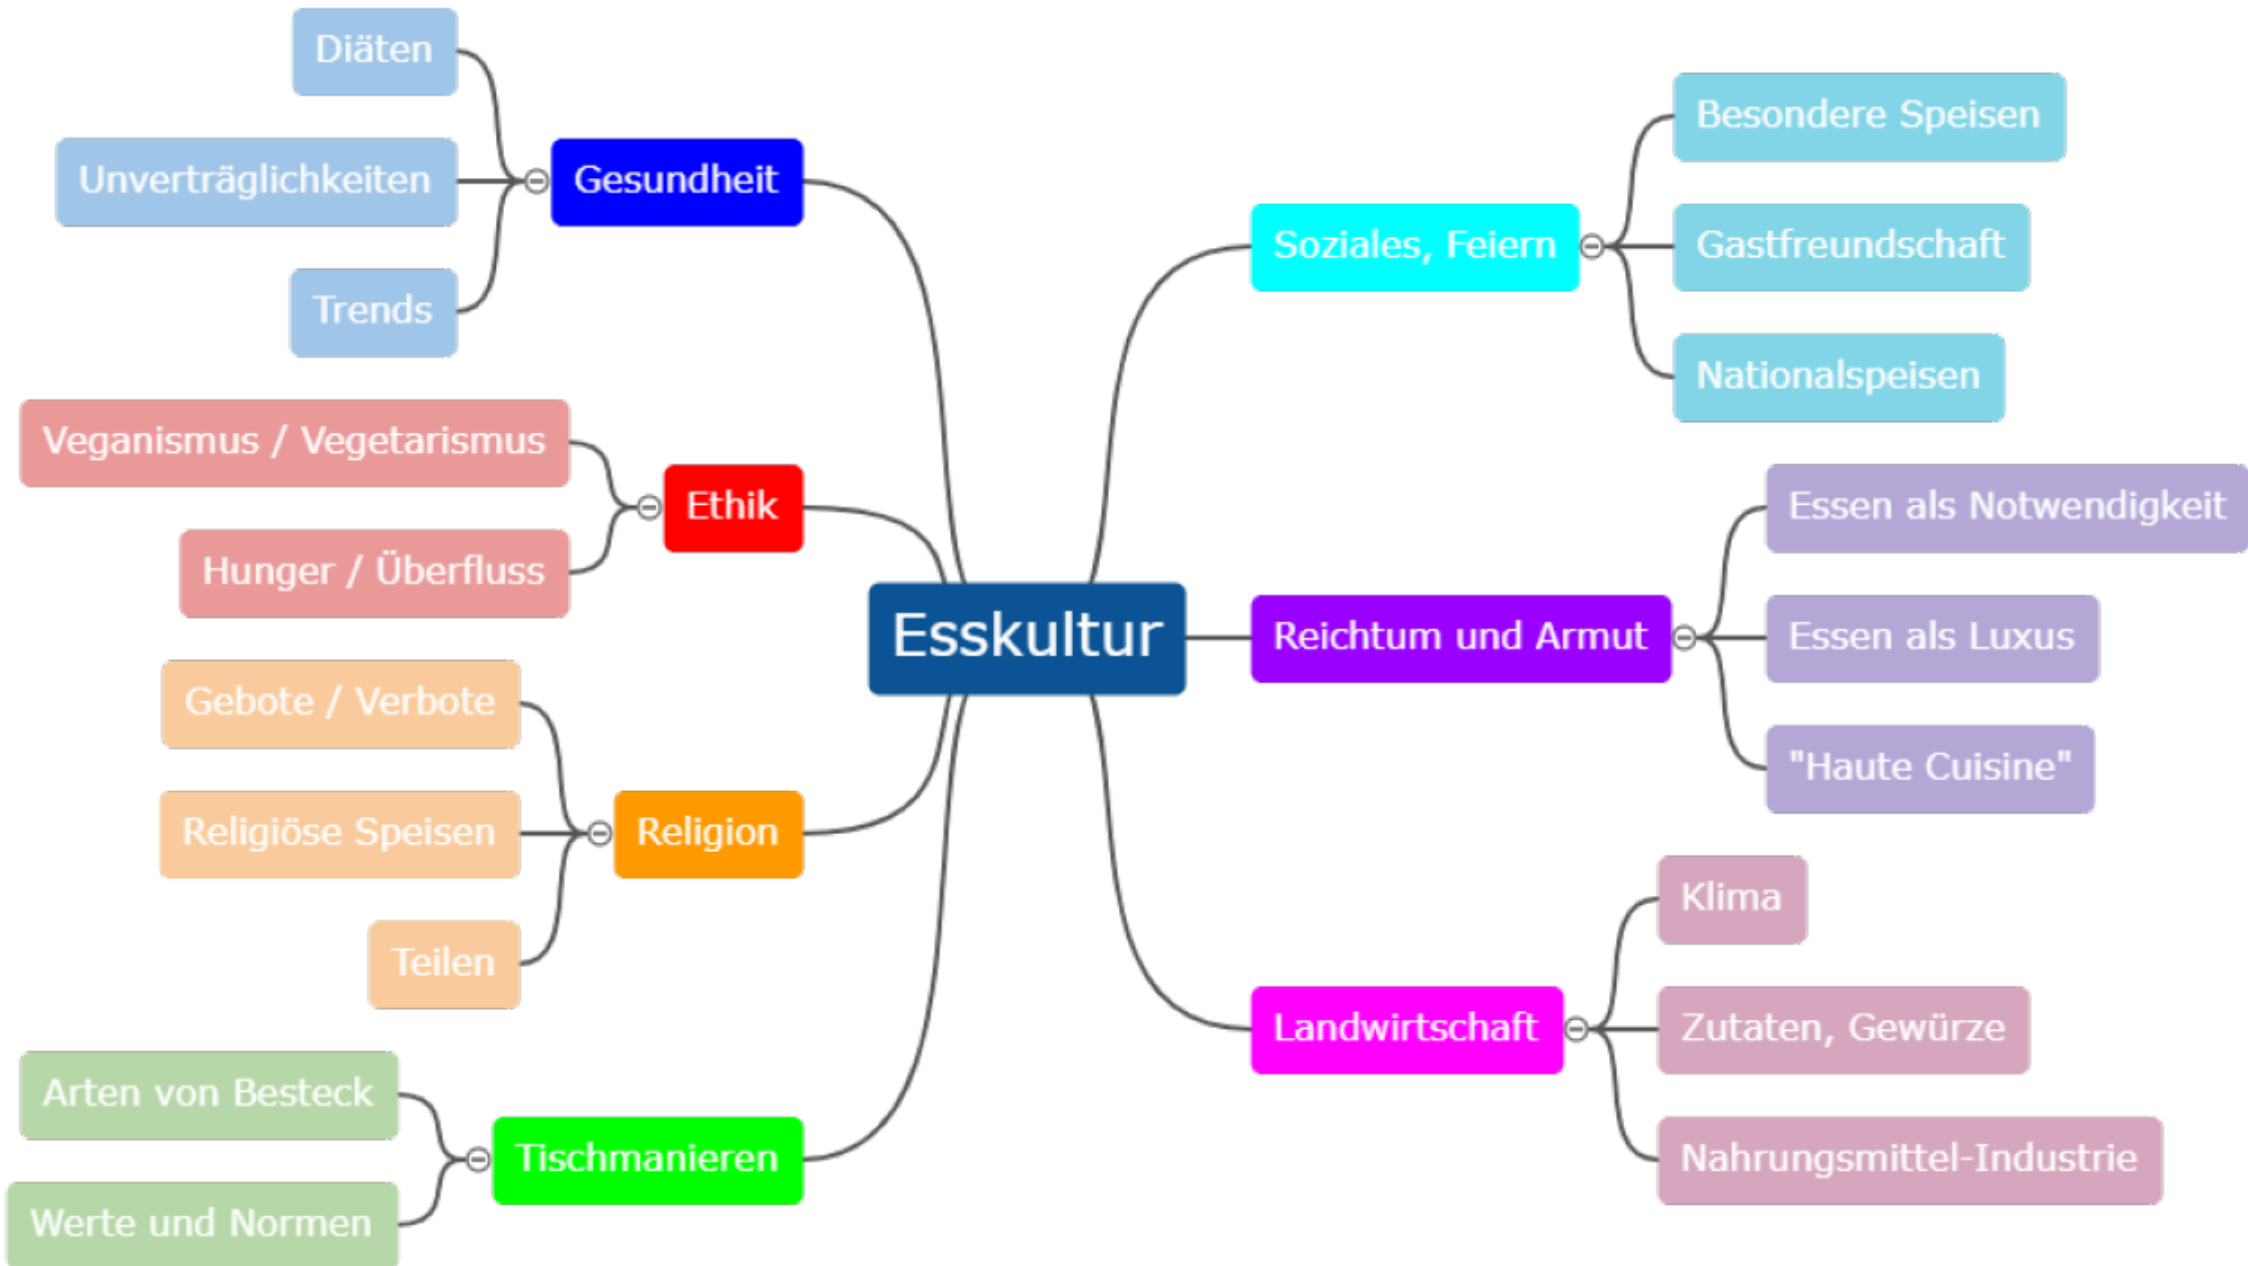 Diäten
Unverträglichkeiten
Trends
Gesundheit
Veganismus / Vegetarismus
Hunger / Überfluss
Ethik
Gebote / Verbote
Religiöse Speisen
Teilen
Religion
Arten von Besteck
Werte und Normen
Tischmanieren
Esskultur
Soziales, Feiern
Besondere Speisen
Gastfreundschaft
Nationalspeisen
Reichtum und Armut
Essen als Notwendigkeit
Essen als Luxus
"Haute Cuisine"
Landwirtschaft
Klima
Zutaten, Gewürze
Nahrungsmittel-Industrie